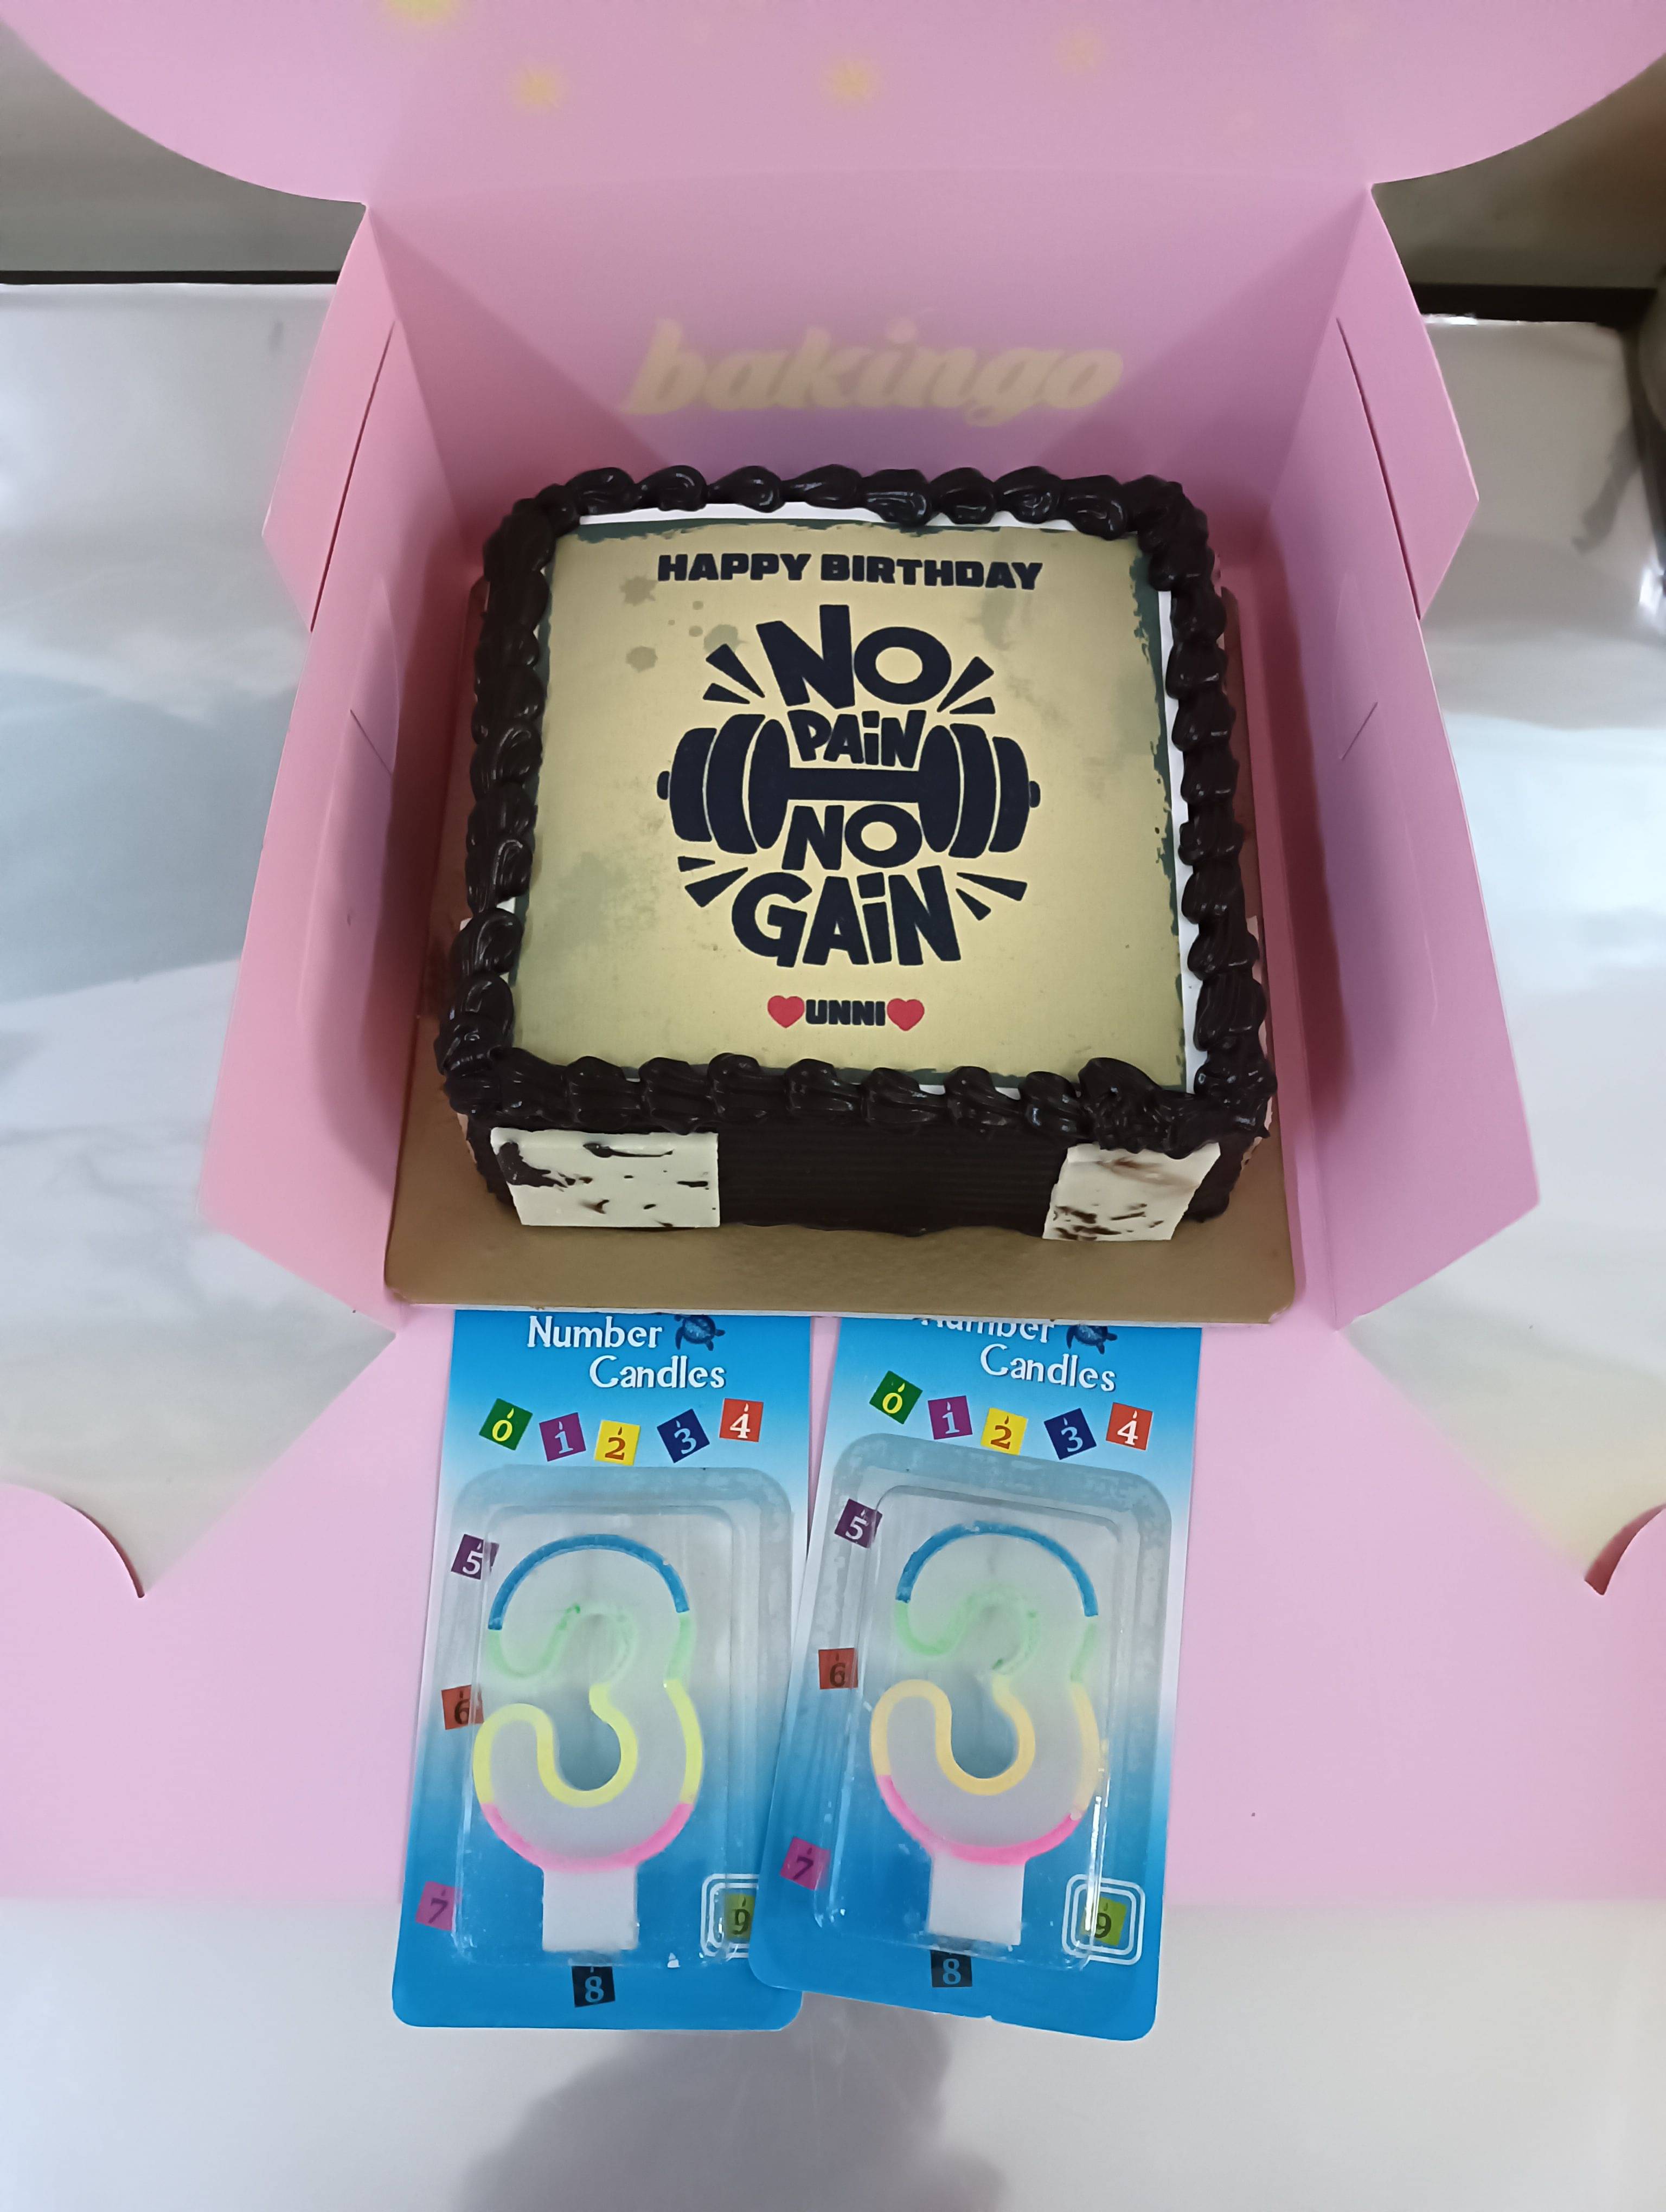 bakingo
HAPPY BIRTHDAY
NO
PAiN
NO
GAiN
❤UNNI❤
Number
Candles
0 1 2 3 4
5
6
7
8
9
Number
Candles
0 1 2 3 4
5
6
7
8
9